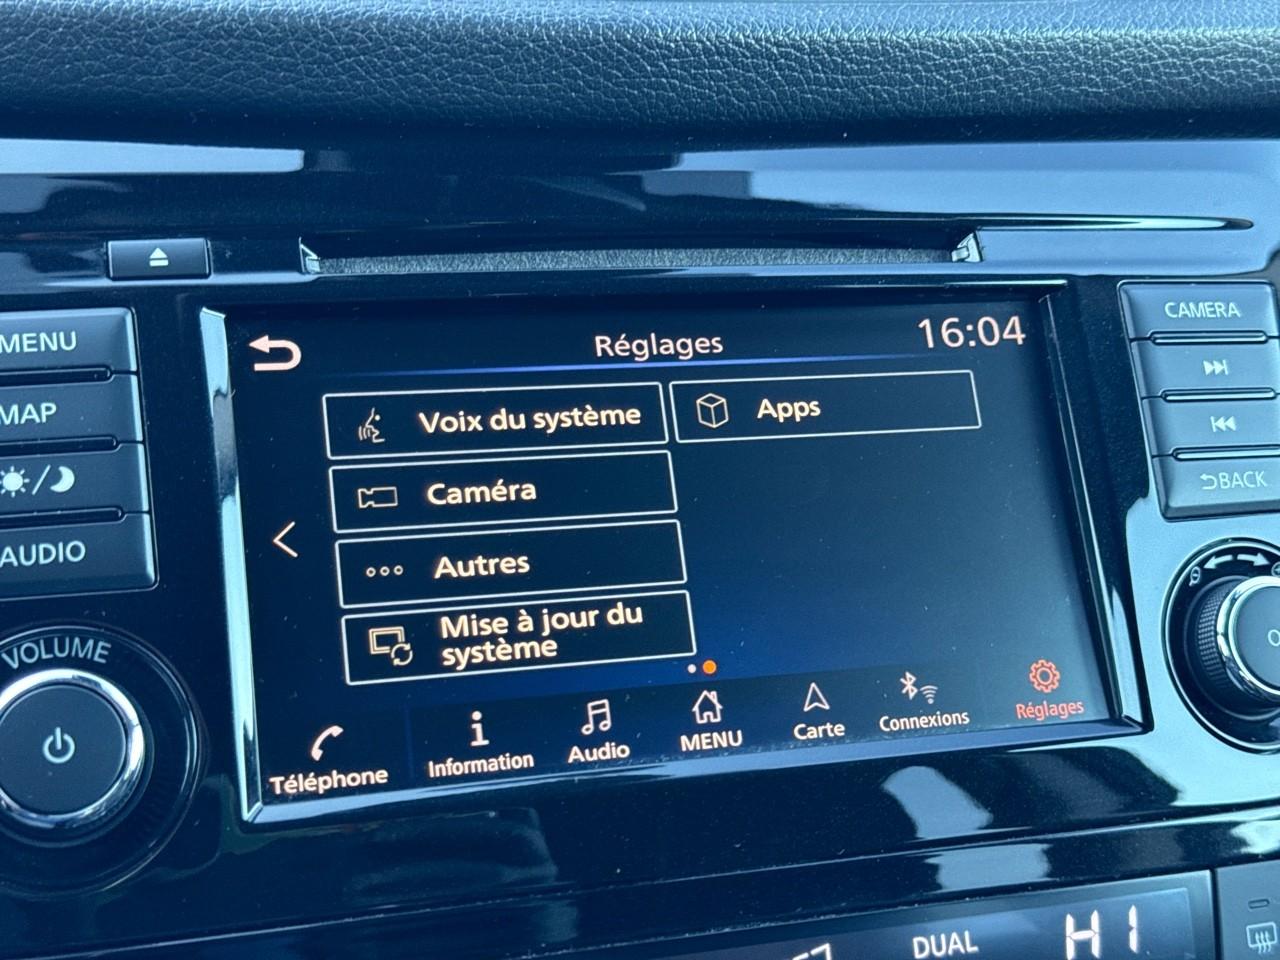 Réglages
16:04
MENU
MAP
AUDIO
VOLUME
Voix du système
Apps
Caméra
Autres
Mise à jour du
système
Téléphone
Information
Audio
MENU
Carte
Connexions
Réglages
CAMERA
BACK
DUAL
HI